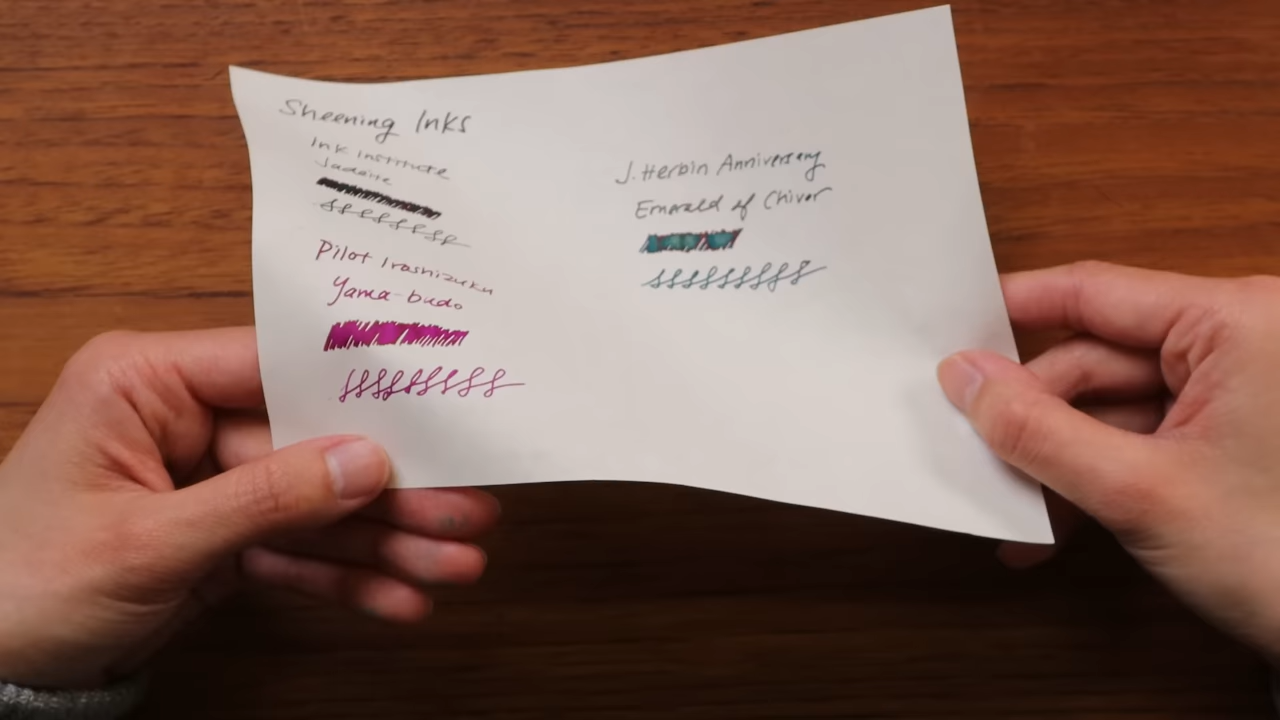 Sheening Inks
Ink Institute
Jadeite
Pilot Iroshizuku
Yama-budo
J. Herbin Anniversary
Emerald of Chivor